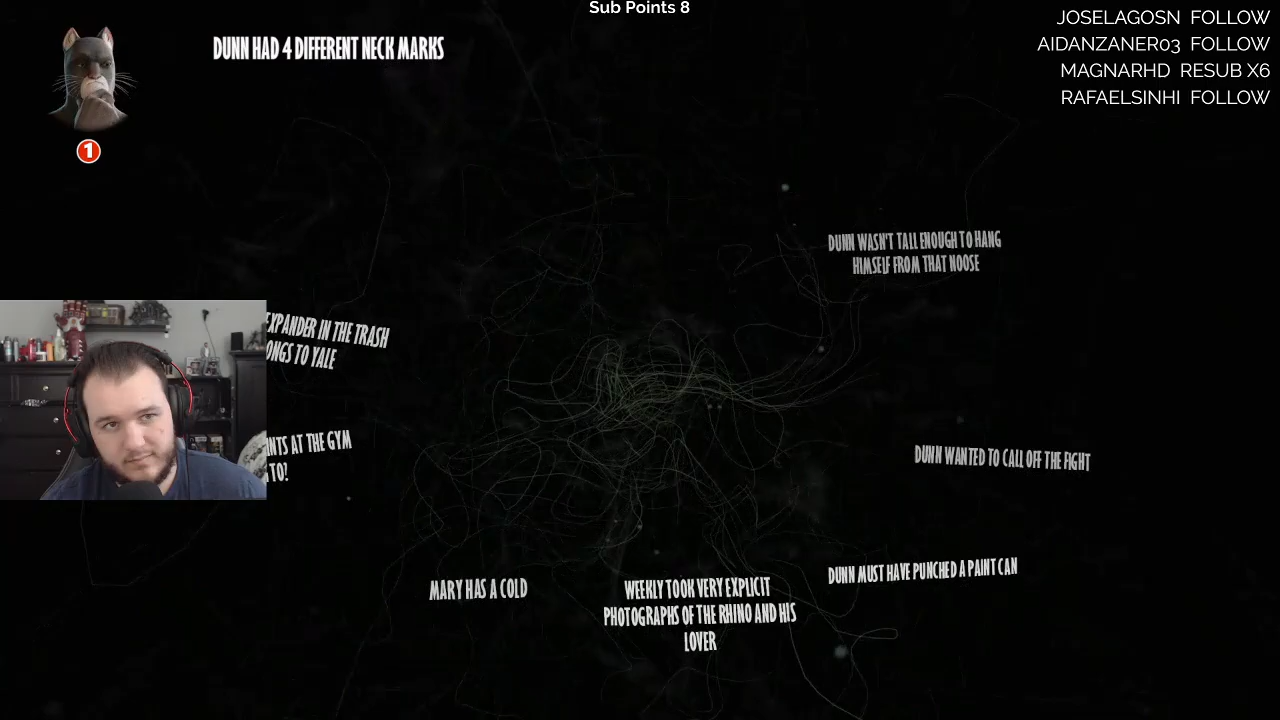 Sub Points 8
JOSELAGOSN FOLLOW
AIDANZANER03 FOLLOW
MAGNARHD RESUB X6
RAFAELSINHI FOLLOW
DUNN HAD 4 DIFFERENT NECK MARKS
1
DUNN WASN'T TALL ENOUGH TO HANG
HIMSELF FROM THAT NOOSE
EXPANDER IN THE TRASH
ONGS TO YALE
NTS AT THE GYM
TO!
DUNN WANTED TO CALL OFF THE FIGHT
MARY HAS A COLD
WEEKLY TOOK VERY EXPLICIT
PHOTOGRAPHS OF THE RHINO AND HIS
LOVER
DUNN MUST HAVE PUNCHED A PAINT CAN